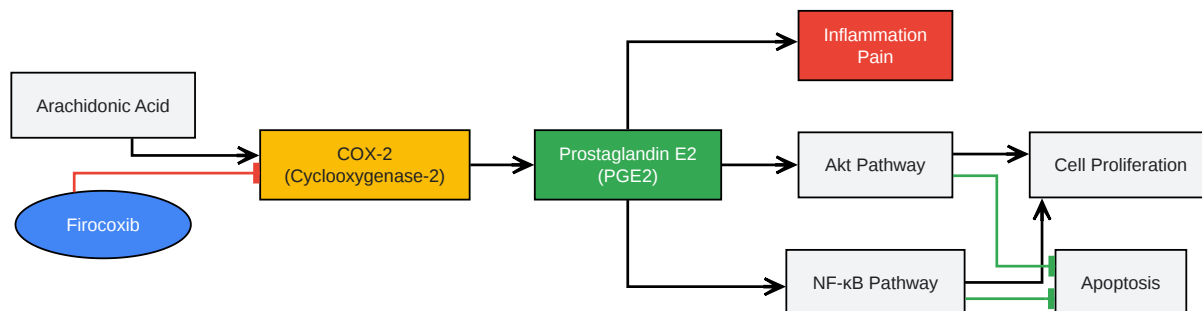 Inflammation
Pain
Arachidonic Acid
COX-2
(Cyclooxygenase-2)
Prostaglandin E2
(PGE2)
Akt Pathway
Cell Proliferation
Firocoxib
NF-κB Pathway
Apoptosis